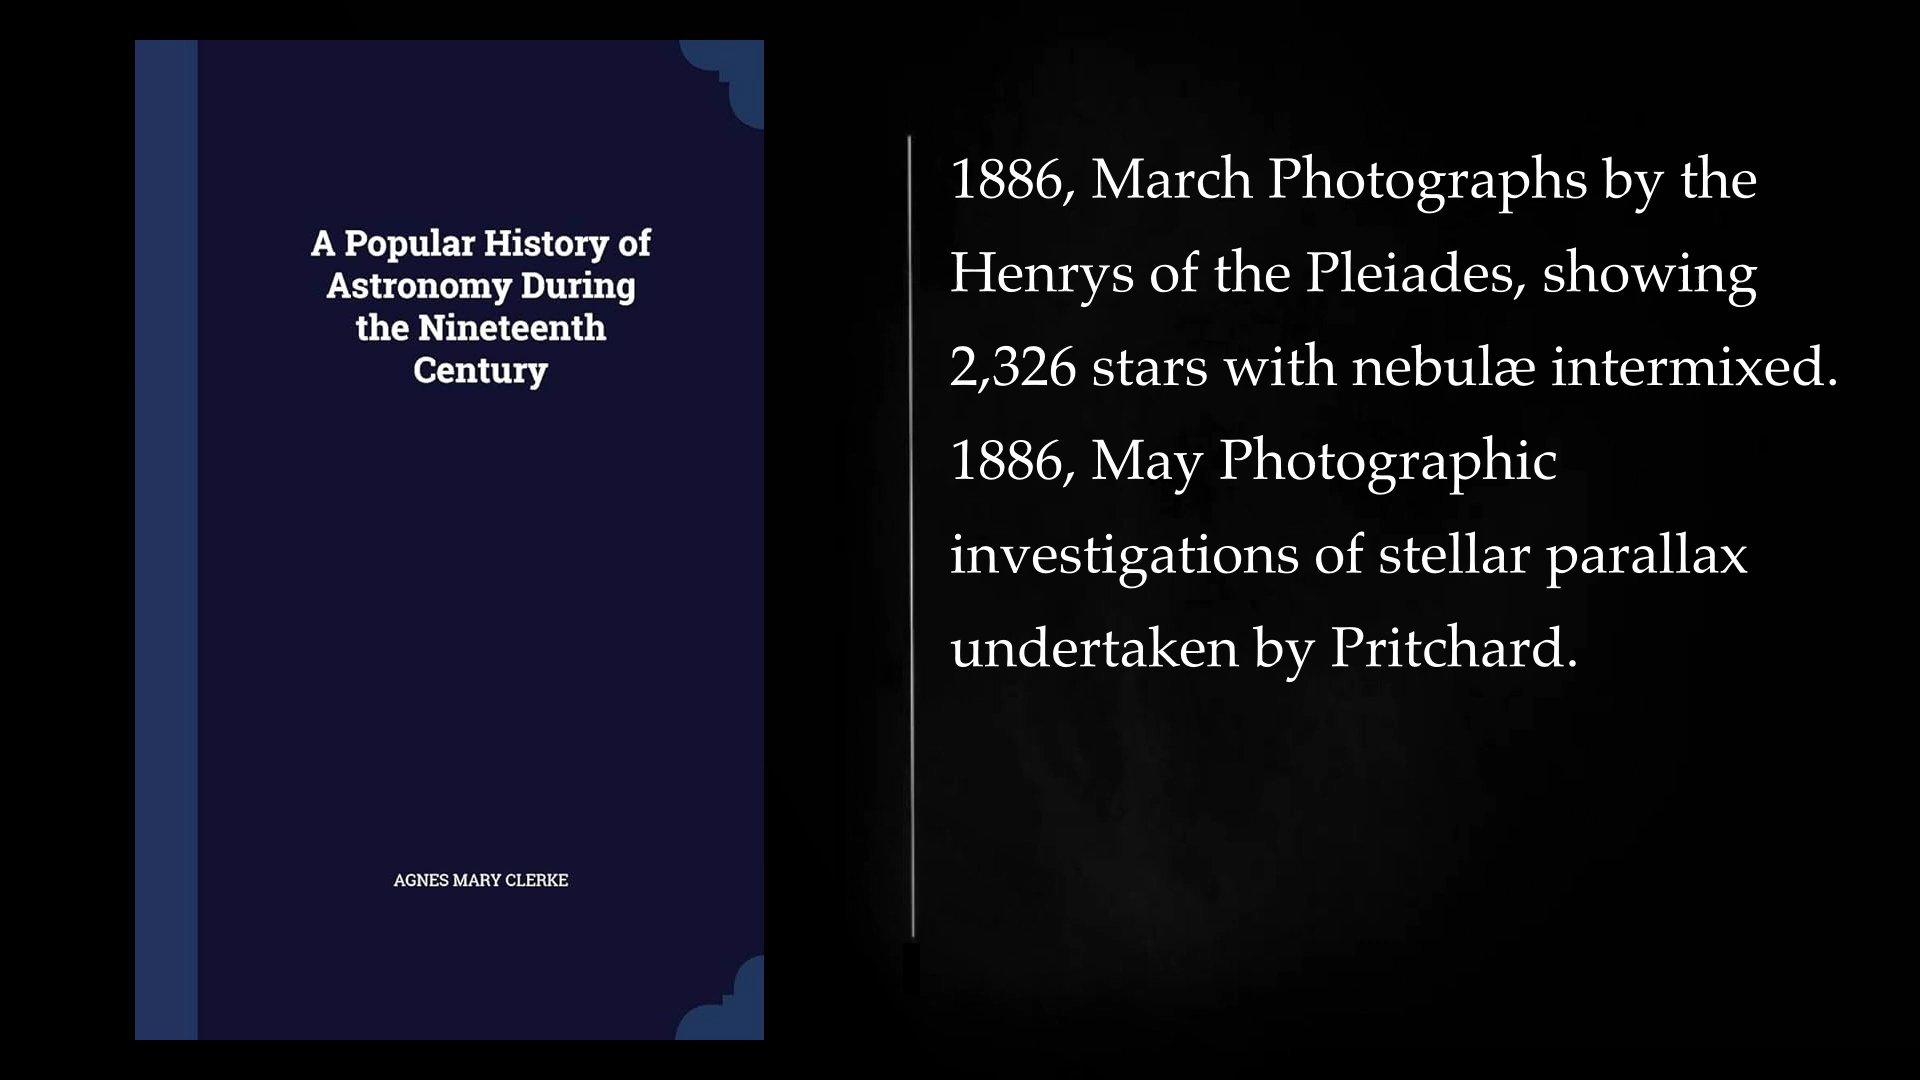 A Popular History of
Astronomy During
the Nineteenth
Century
AGNES MARY CLERKE
1886, March Photographs by the
Henrys of the Pleiades, showing
2,326 stars with nebulæ intermixed.
1886, May Photographic
investigations of stellar parallax
undertaken by Pritchard.